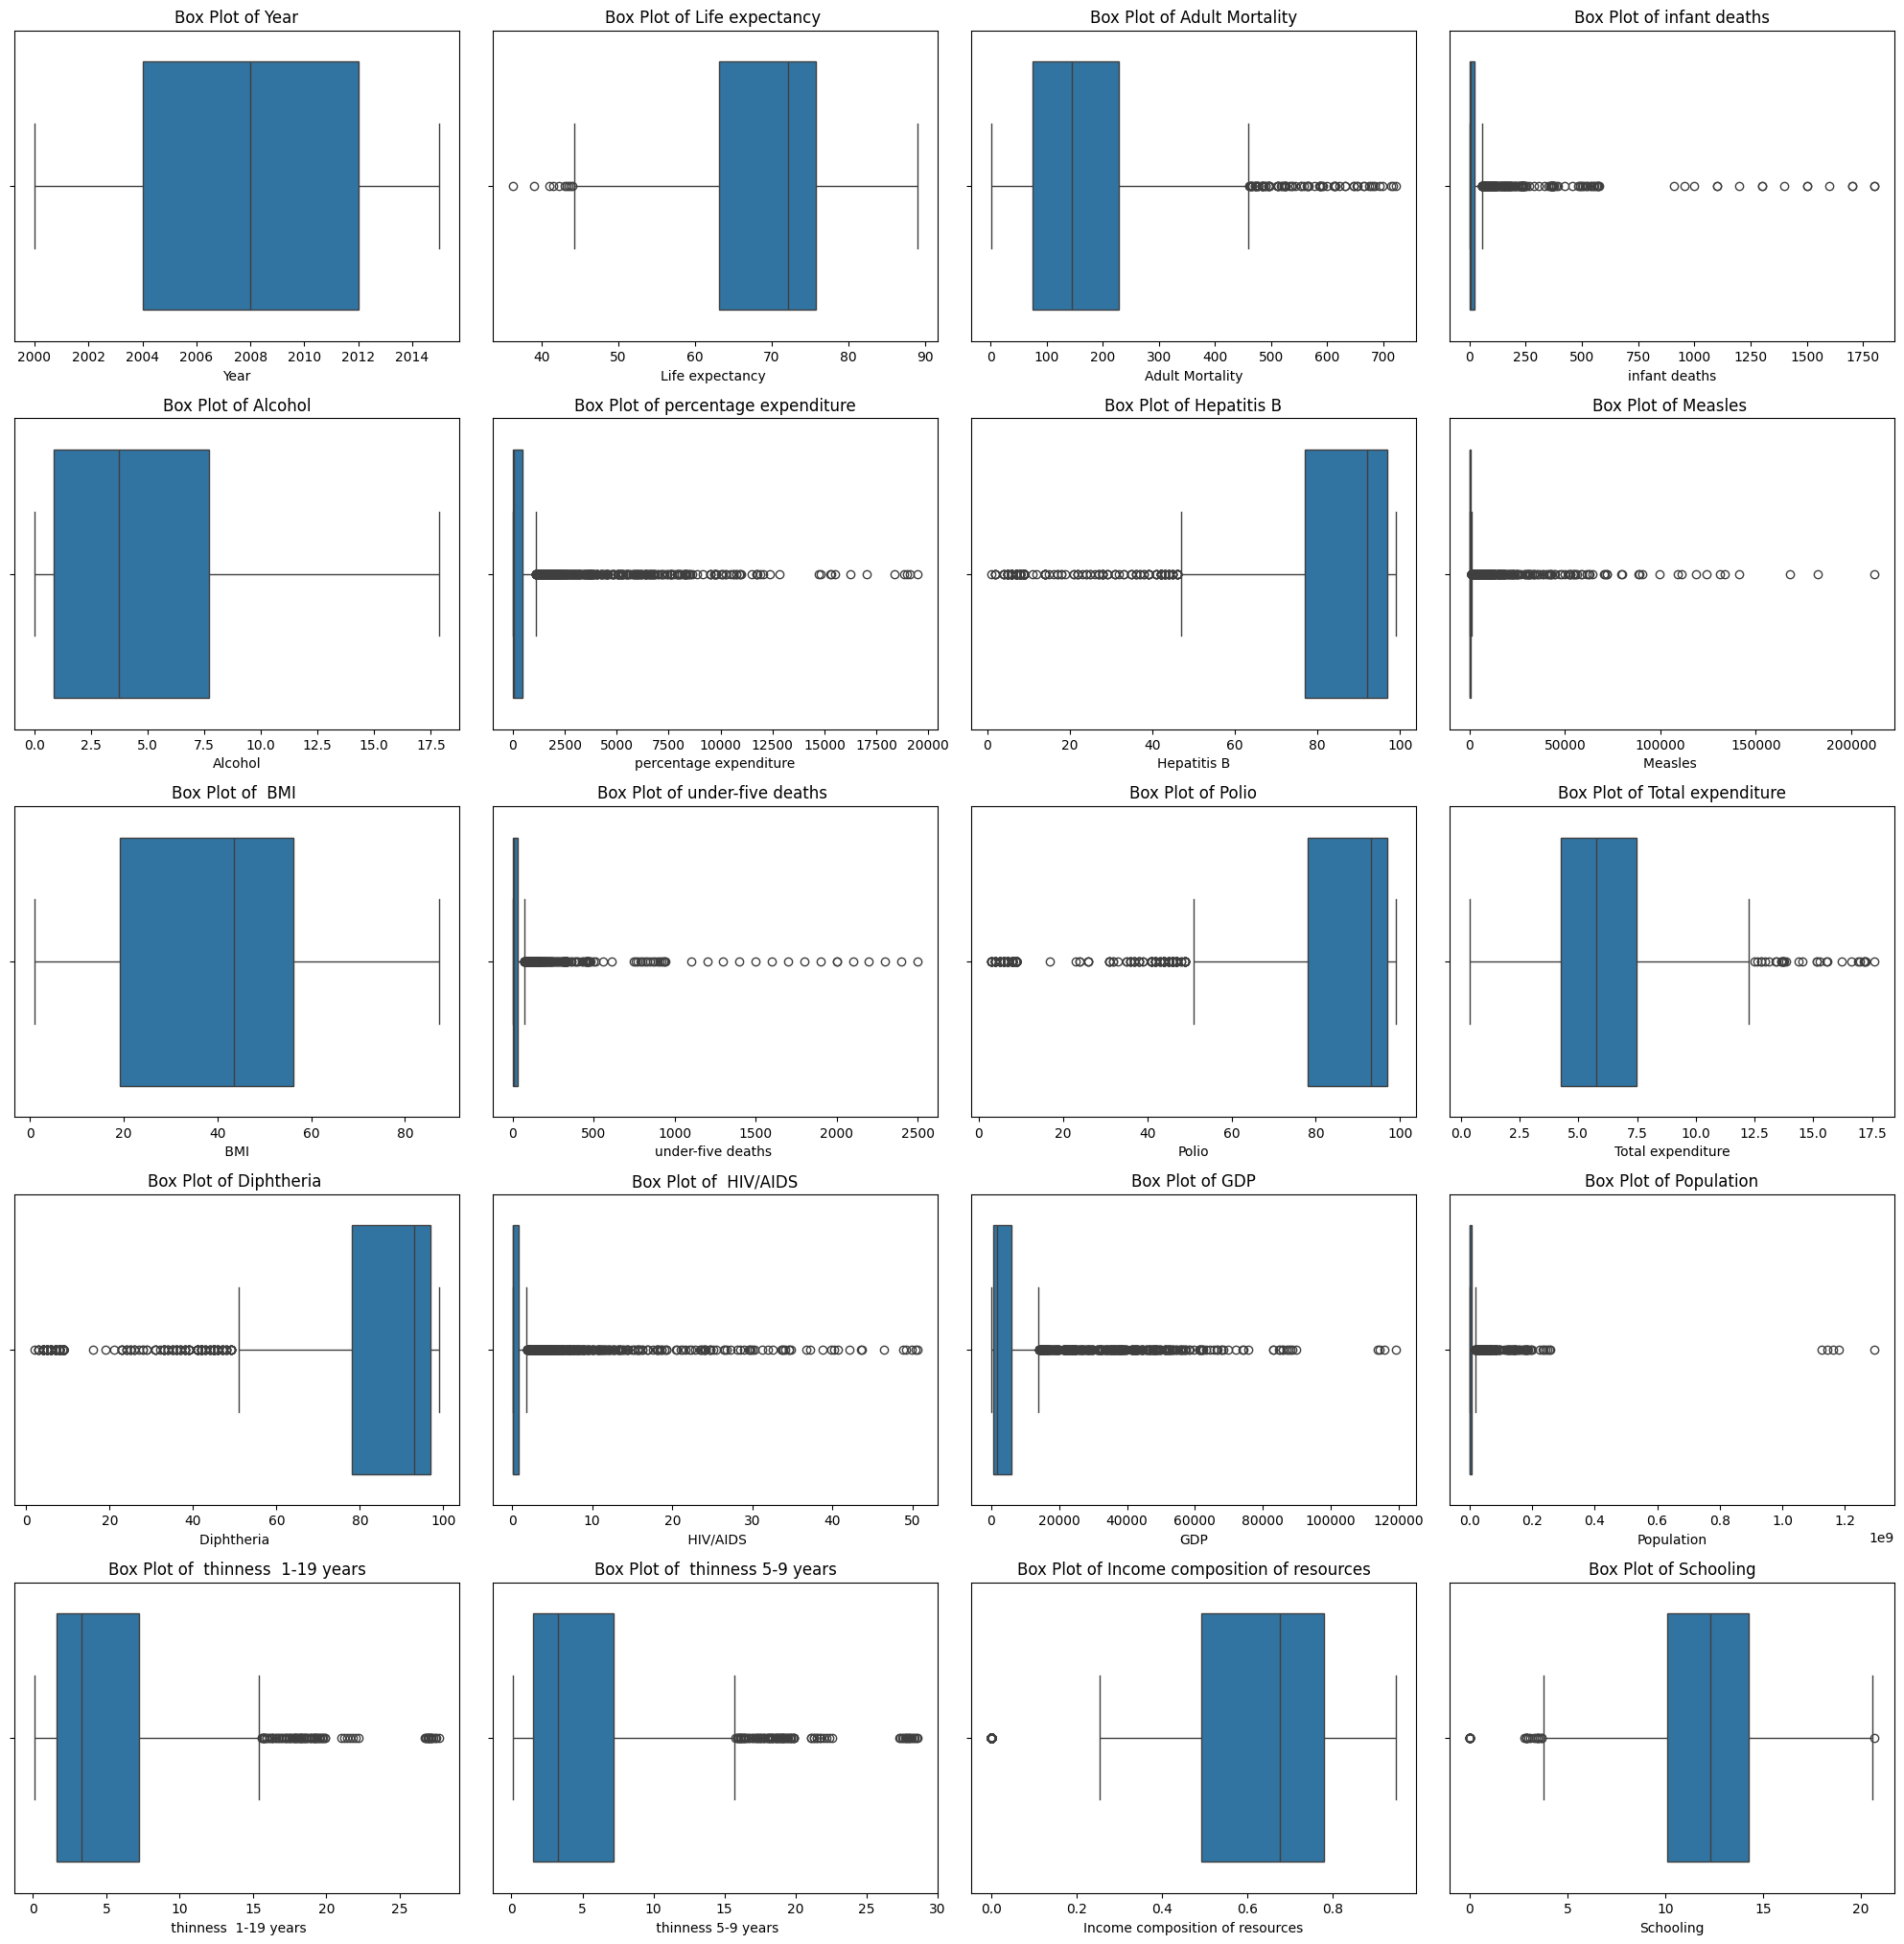 Box Plot of Year
2000 2002 2004 2006 2008 2010 2012 2014
Year
Box Plot of Life expectancy
40 50 60 70 80 90
Life expectancy
Box Plot of Adult Mortality
0 100 200 300 400 500 600 700
Adult Mortality
Box Plot of infant deaths
0 250 500 750 1000 1250 1500 1750
infant deaths
Box Plot of Alcohol
0.0 2.5 5.0 7.5 10.0 12.5 15.0 17.5
Alcohol
Box Plot of percentage expenditure
0 2500 5000 7500 10000 12500 15000 17500 20000
percentage expenditure
Box Plot of Hepatitis B
0 20 40 60 80 100
Hepatitis B
Box Plot of Measles
0 50000 100000 150000 200000
Measles
Box Plot of  BMI
0 20 40 60 80
BMI
Box Plot of under-five deaths
0 500 1000 1500 2000 2500
under-five deaths
Box Plot of Polio
0 20 40 60 80 100
Polio
Box Plot of Total expenditure
0.0 2.5 5.0 7.5 10.0 12.5 15.0 17.5
Total expenditure
Box Plot of Diphtheria
0 20 40 60 80 100
Diphtheria
Box Plot of  HIV/AIDS
0 10 20 30 40 50
HIV/AIDS
Box Plot of GDP
0 20000 40000 60000 80000 100000 120000
GDP
Box Plot of Population
0.0 0.2 0.4 0.6 0.8 1.0 1.2
1e9
Population
Box Plot of  thinness  1-19 years
0 5 10 15 20 25
thinness  1-19 years
Box Plot of  thinness 5-9 years
0 5 10 15 20 25 30
thinness 5-9 years
Box Plot of Income composition of resources
0.0 0.2 0.4 0.6 0.8
Income composition of resources
Box Plot of Schooling
0 5 10 15 20
Schooling